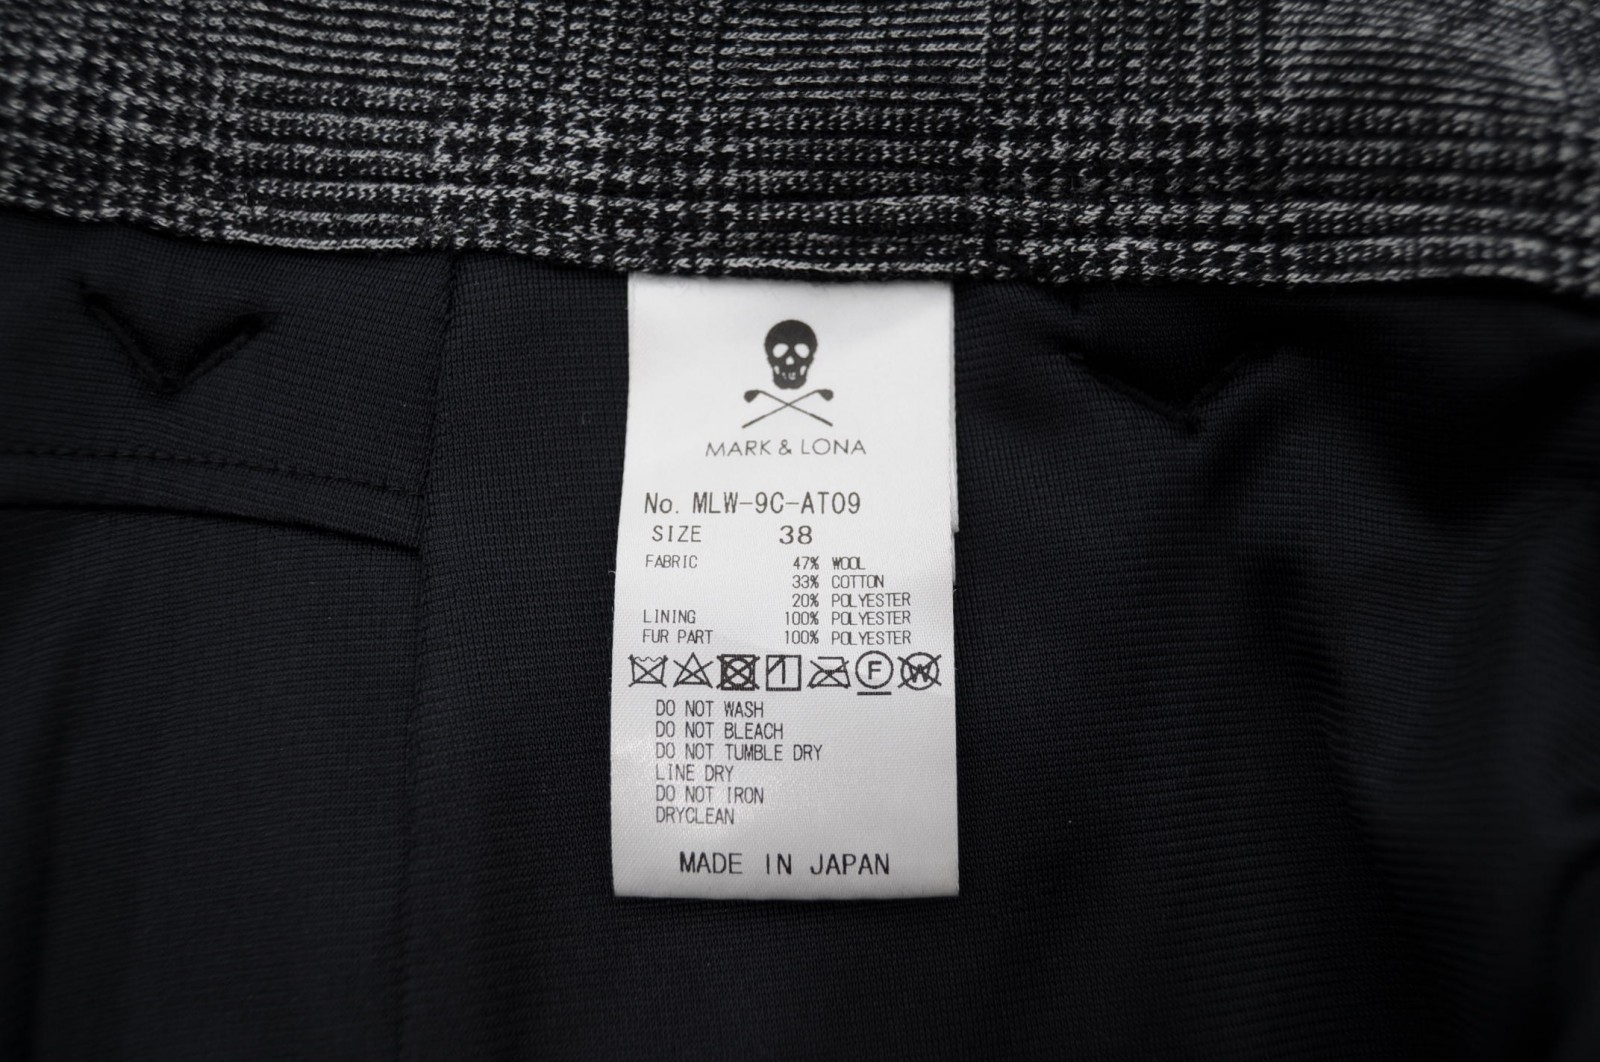 MARK & LONA
No. MLW-9C-AT09
SIZE 38
FABRIC 47% WOOL
33% COTTON
20% POLYESTER
LINING 100% POLYESTER
FUR PART 100% POLYESTER
F W
DO NOT WASH
DO NOT BLEACH
DO NOT TUMBLE DRY
LINE DRY
DO NOT IRON
DRYCLEAN
MADE IN JAPAN